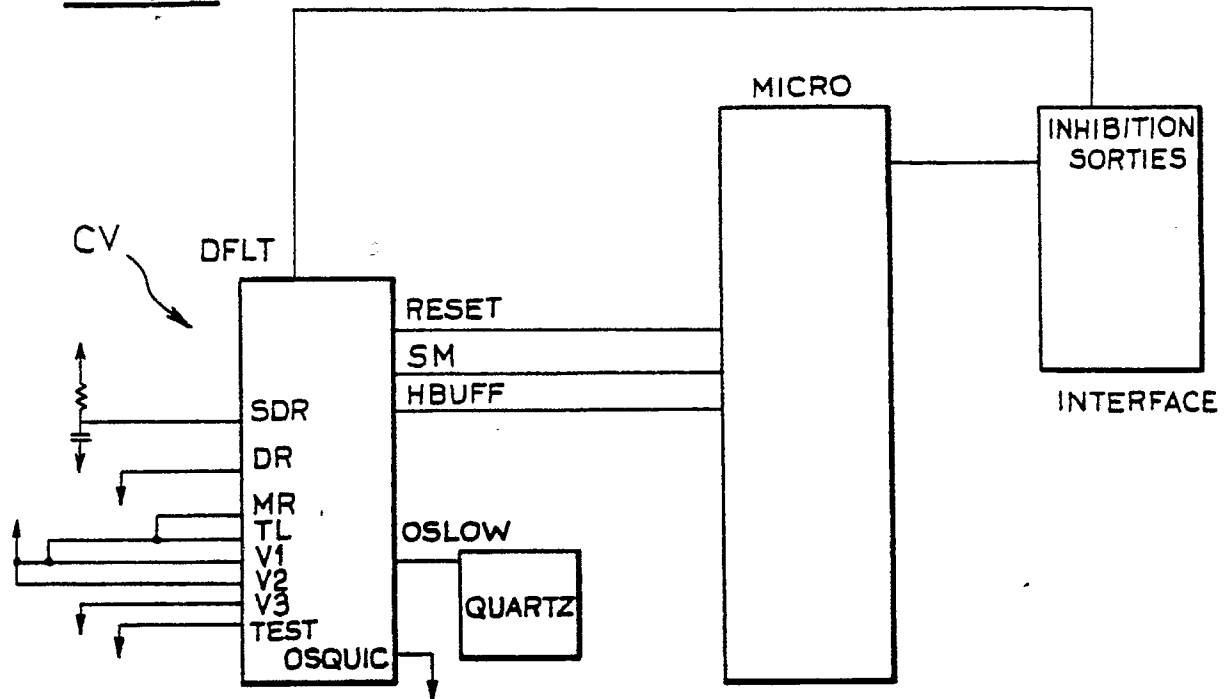 MICRO
INHIBITION
SORTIES
CV
DFLT
RESET
SM
HBUFF
INTERFACE
SDR
DR
MR
TL
V1
V2
V3
TEST
OSLOW
QUARTZ
OSQUIC